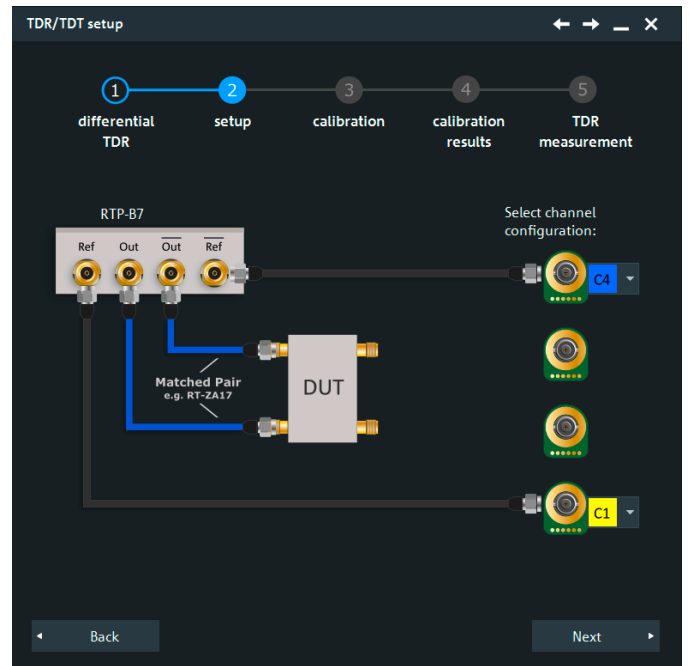 TDR/TDT setup
1
2
3
4
5
differential
TDR
setup
calibration
calibration
results
TDR
measurement
RTP-B7
Select channel
configuration:
Ref
Out
Out
Ref
C4
Matched Pair
e.g. RT-ZA17
DUT
C1
Back
Next